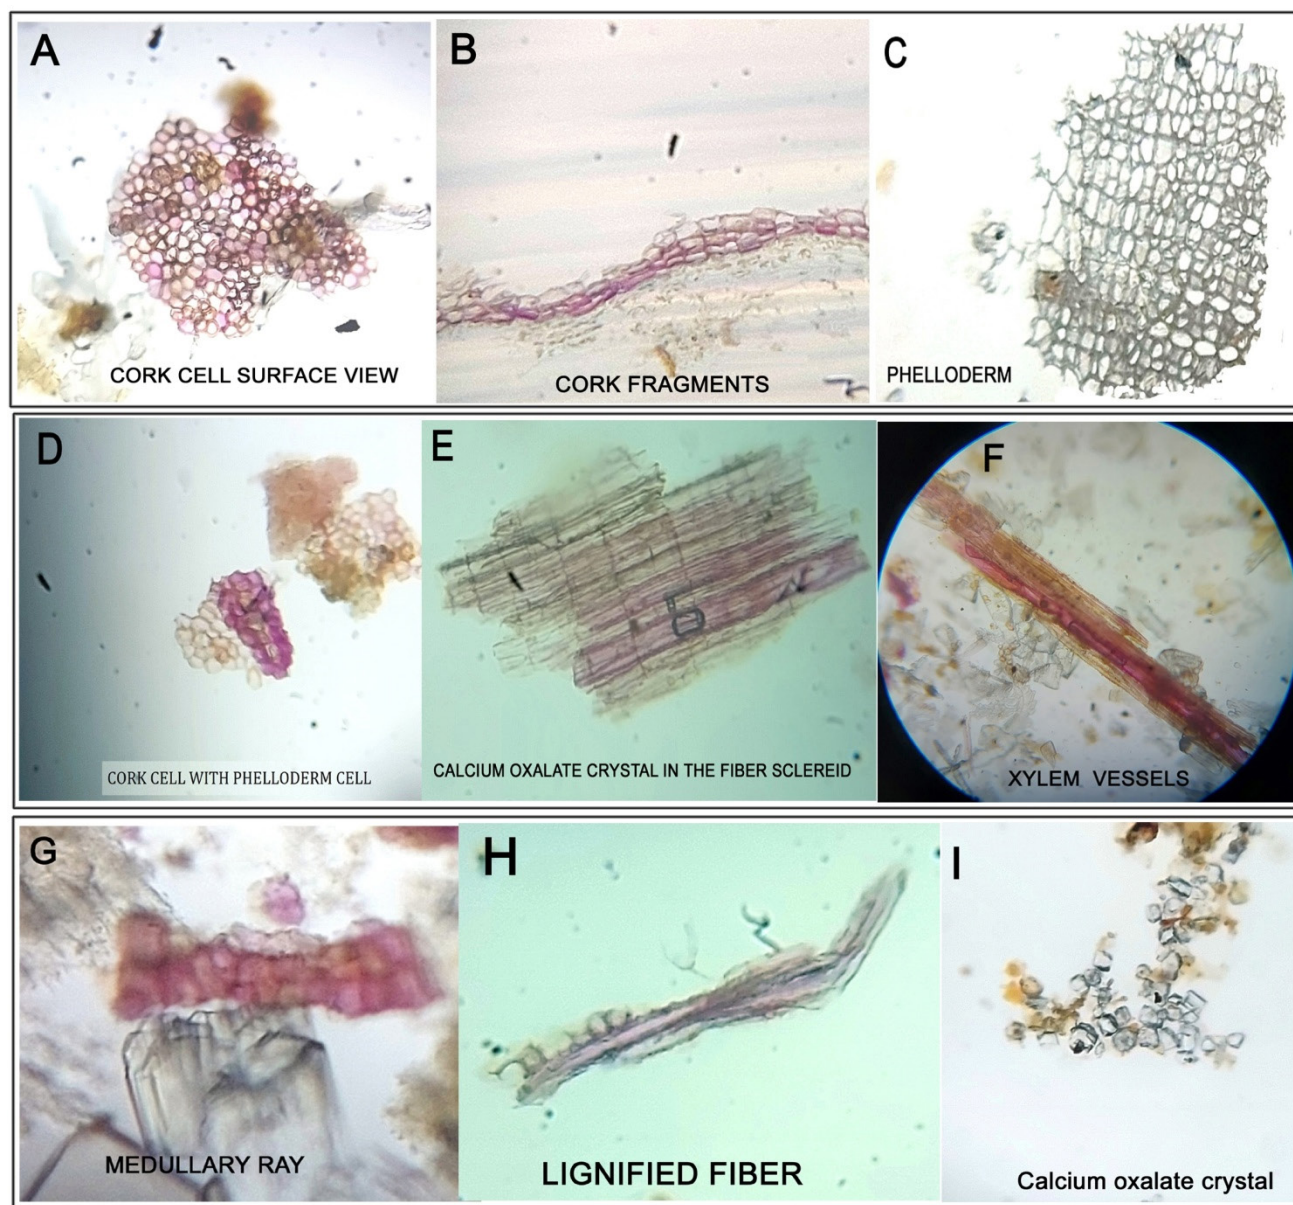 A
CORK CELL SURFACE VIEW
B
CORK FRAGMENTS
C
PHELLODERM
D
CORK CELL WITH PHELLODERM CELL
E
CALCIUM OXALATE CRYSTAL IN THE FIBER SCLEREID
F
XYLEM VESSELS
G
MEDULLARY RAY
H
LIGNIFIED FIBER
I
Calcium oxalate crystal